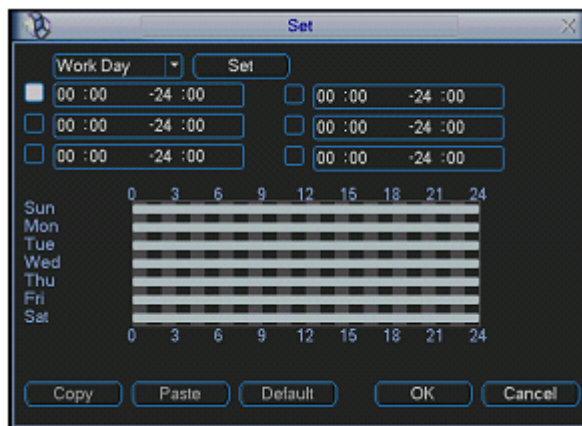 Set
Work Day Set
00 :00 -24 :00 00 :00 -24 :00
00 :00 -24 :00 00 :00 -24 :00
00 :00 -24 :00 00 :00 -24 :00
0 3 6 9 12 15 18 21 24
Sun
Mon
Tue
Wed
Thu
Fri
Sat
0 3 6 9 12 15 18 21 24
Copy Paste Default OK Cancel